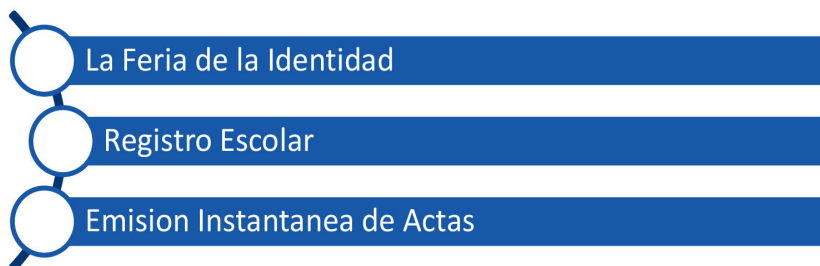 La Feria de la Identidad
Registro Escolar
Emision Instantanea de Actas